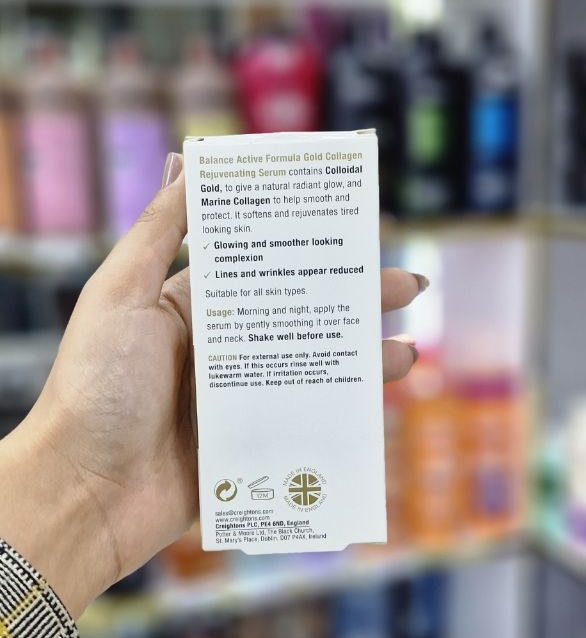 Balance Active Formula Gold Collagen
Rejuvenating Serum contains Colloidal
Gold, to give a natural radiant glow, and
Marine Collagen to help smooth and
protect. It softens and rejuvenates tired
looking skin.
✓ Glowing and smoother looking
complexion
✓ Lines and wrinkles appear reduced
Suitable for all skin types.
Usage: Morning and night, apply the
serum by gently smoothing it over face
and neck. Shake well before use.
CAUTION For external use only. Avoid contact
with eyes. If this occurs rinse well with
lukewarm water. If irritation occurs,
discontinue use. Keep out of reach of children.
12M
MADE IN ENGLAND
MADE IN ENGLAND
sales@creightons.com
www.creightons.com
Creightons PLC, PE4 6ND, England
Potter & Moore Ltd, The Black Church,
St. Mary's Place, Dublin, D07 P4AX, Ireland